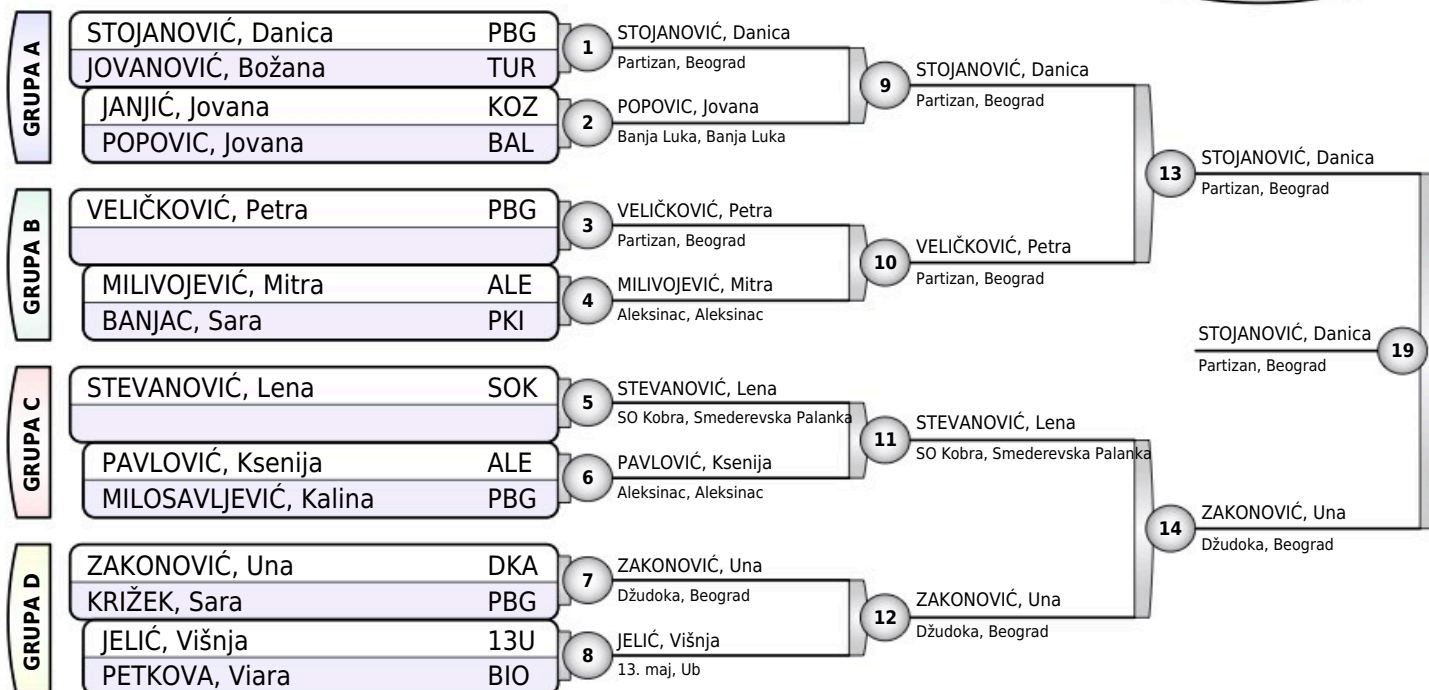 GRUPA A
STOJANOVIĆ, Danica PBG
JOVANOVIĆ, Božana TUR
JANJIĆ, Jovana KOZ
POPOVIC, Jovana BAL
1
STOJANOVIĆ, Danica
Partizan, Beograd
2
POPOVIC, Jovana
Banja Luka, Banja Luka
9
STOJANOVIĆ, Danica
Partizan, Beograd
GRUPA B
VELIČKOVIĆ, Petra PBG
MILIVOJEVIĆ, Mitra ALE
BANJAC, Sara PKI
3
VELIČKOVIĆ, Petra
Partizan, Beograd
4
MILIVOJEVIĆ, Mitra
Aleksinac, Aleksinac
10
VELIČKOVIĆ, Petra
Partizan, Beograd
13
STOJANOVIĆ, Danica
Partizan, Beograd
GRUPA C
STEVANOVIĆ, Lena SOK
PAVLOVIĆ, Ksenija ALE
MILOSAVLJEVIĆ, Kalina PBG
5
STEVANOVIĆ, Lena
SO Kobra, Smederevska Palanka
6
PAVLOVIĆ, Ksenija
Aleksinac, Aleksinac
11
STEVANOVIĆ, Lena
SO Kobra, Smederevska Palanka
GRUPA D
ZAKONOVIĆ, Una DKA
KRIŽEK, Sara PBG
JELIĆ, Višnja 13U
PETKOVA, Viara BIO
7
ZAKONOVIĆ, Una
Džudoka, Beograd
8
JELIĆ, Višnja
13. maj, Ub
12
ZAKONOVIĆ, Una
Džudoka, Beograd
14
ZAKONOVIĆ, Una
Džudoka, Beograd
STOJANOVIĆ, Danica
Partizan, Beograd
19